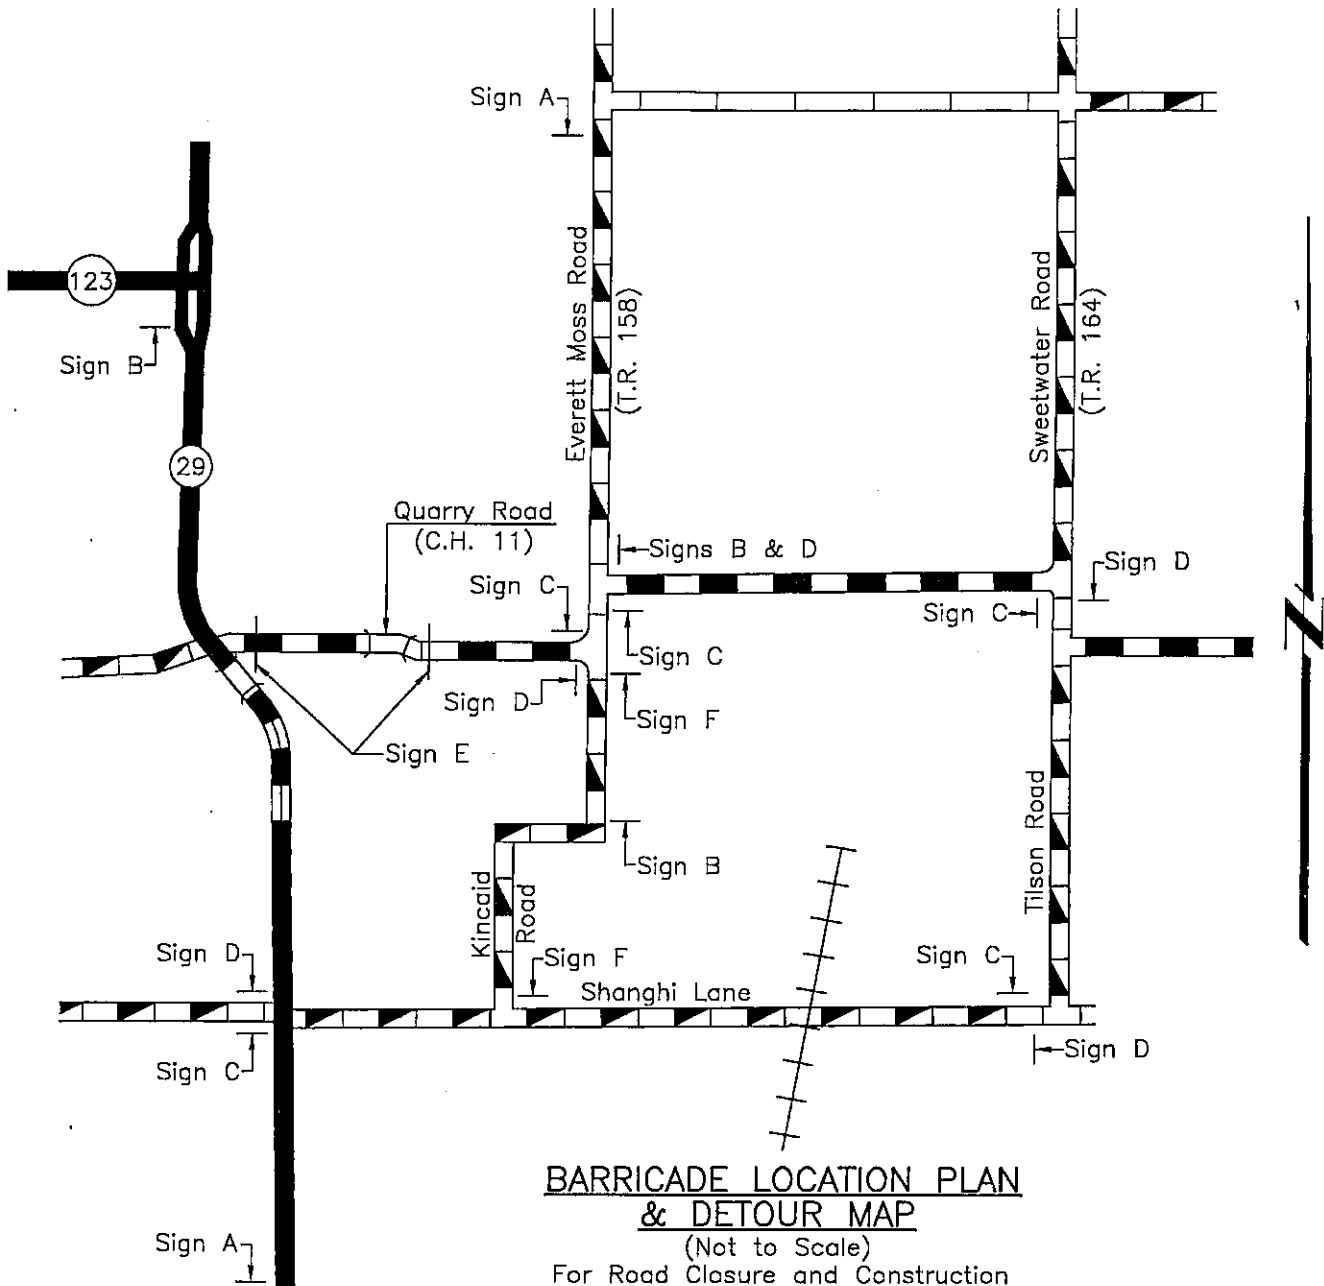 Sign A
123
Sign B
Everett Moss Road
(T.R. 158)
Sweetwater Road
(T.R. 164)
29
Quarry Road
(C.H. 11)
Signs B & D
Sign C
Sign D
Sign C
Sign C
Sign D
Sign F
Sign E
Tilson Road
Sign B
Kincaid
Road
Sign D
Sign F
Sign C
Shanghi Lane
Sign C
Sign D
BARRICADE LOCATION PLAN
& DETOUR MAP
(Not to Scale)
Sign A
For Road Closure and Construction